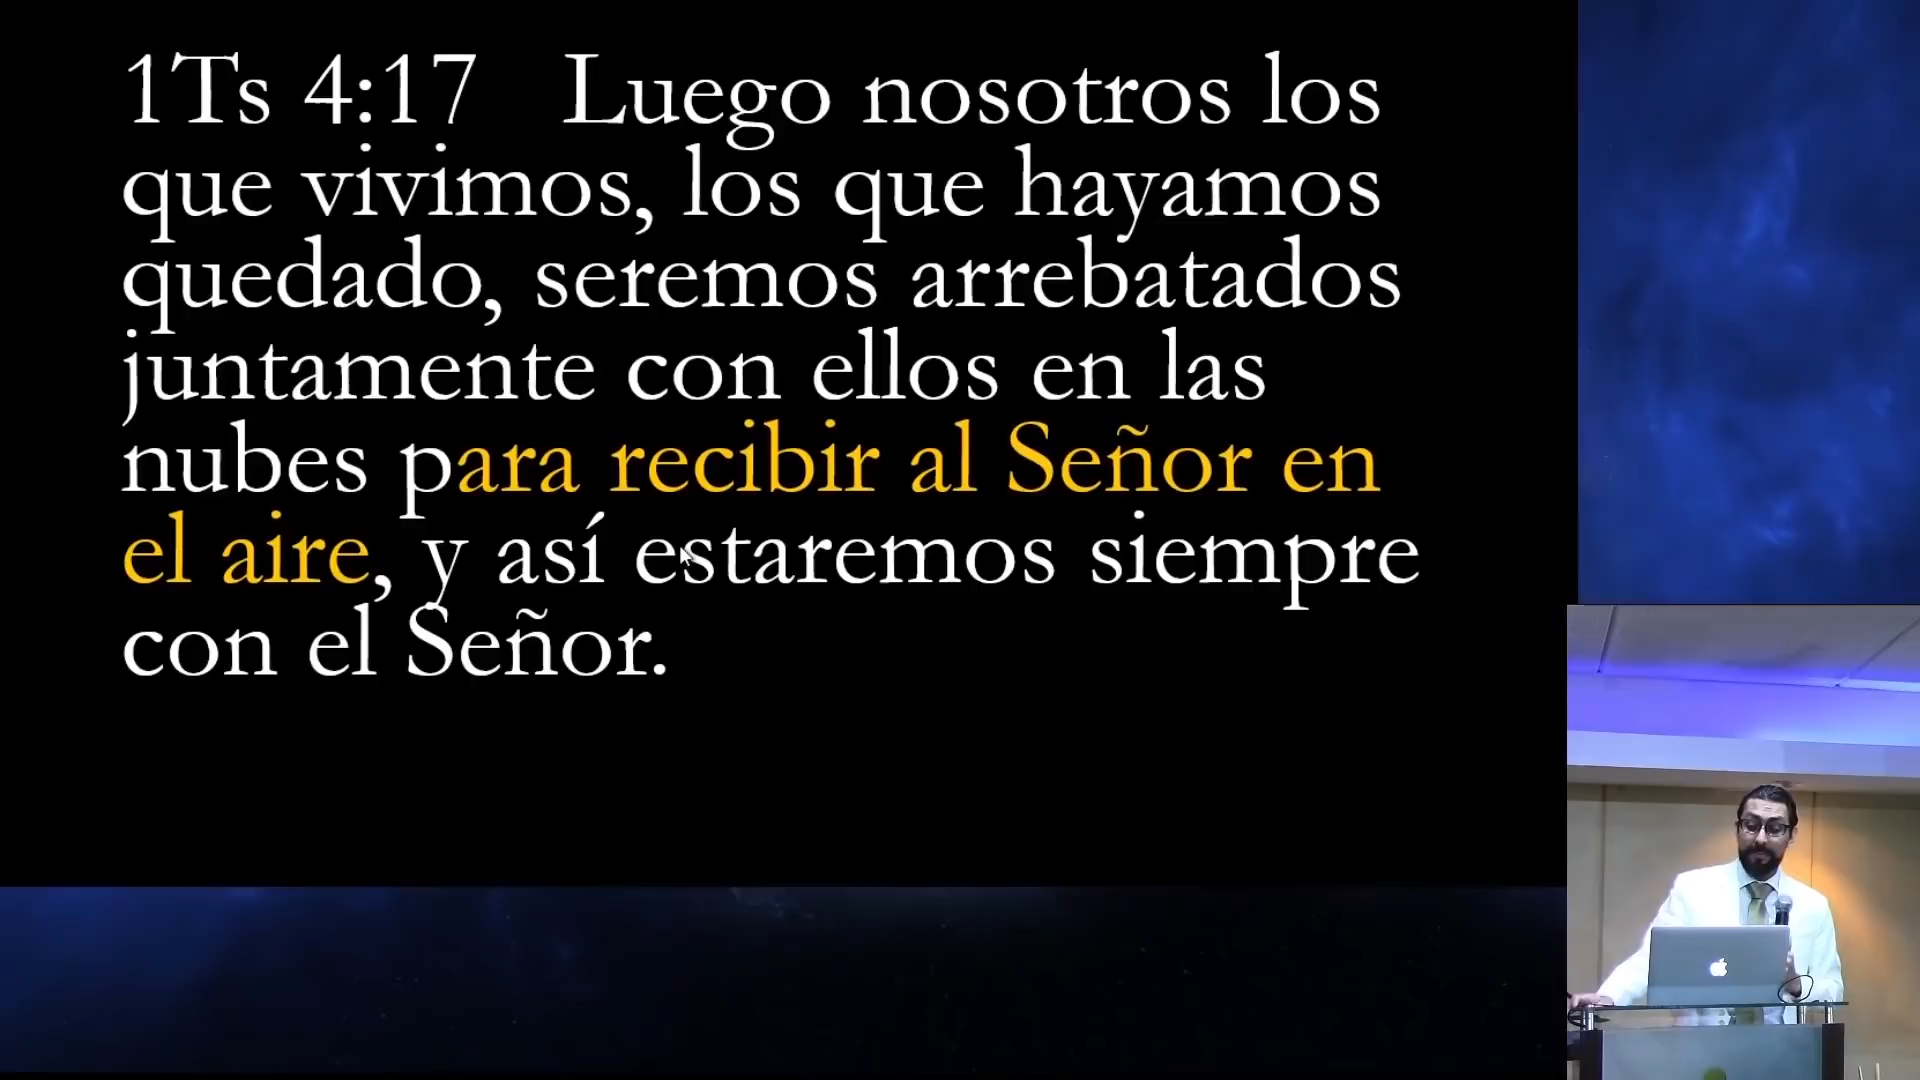 1Ts 4:17 Luego nosotros los
que vivimos, los que hayamos
quedado, seremos arrebatados
juntamente con ellos en las
nubes para recibir al Señor en
el aire, y así estaremos siempre
con el Señor.